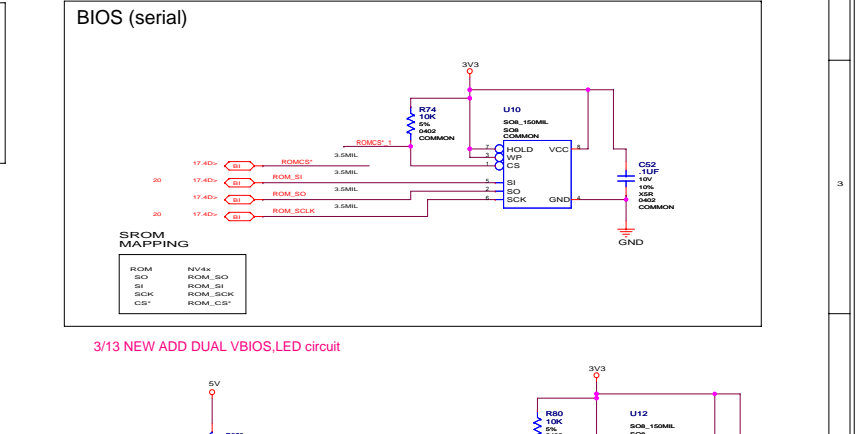 BIOS (serial)
3V3
R74
10K
5%
0402
COMMON
U10
SO8_150MIL
SO8
COMMON
ROMCS*_1
3.5MIL
17.4D> BI ROMCS*
3.5MIL
20 17.4D> BI ROM_SI
3.5MIL
17.4D> BI ROM_SO
3.5MIL
20 17.4D> BI ROM_SCLK
7 HOLD VCC 8
3 WP
1 CS
5 SI
2 SO
6 SCK GND 4
C52
.1UF
10V
10%
X5R
0402
COMMON
GND
3
SROM
MAPPING
ROM NV4x
SO ROM_SO
SI ROM_SI
SCK ROM_SCK
CS* ROM_CS*
3/13 NEW ADD DUAL VBIOS,LED circuit
5V
3V3
R80
10K
5%
U12
SO8_150MIL